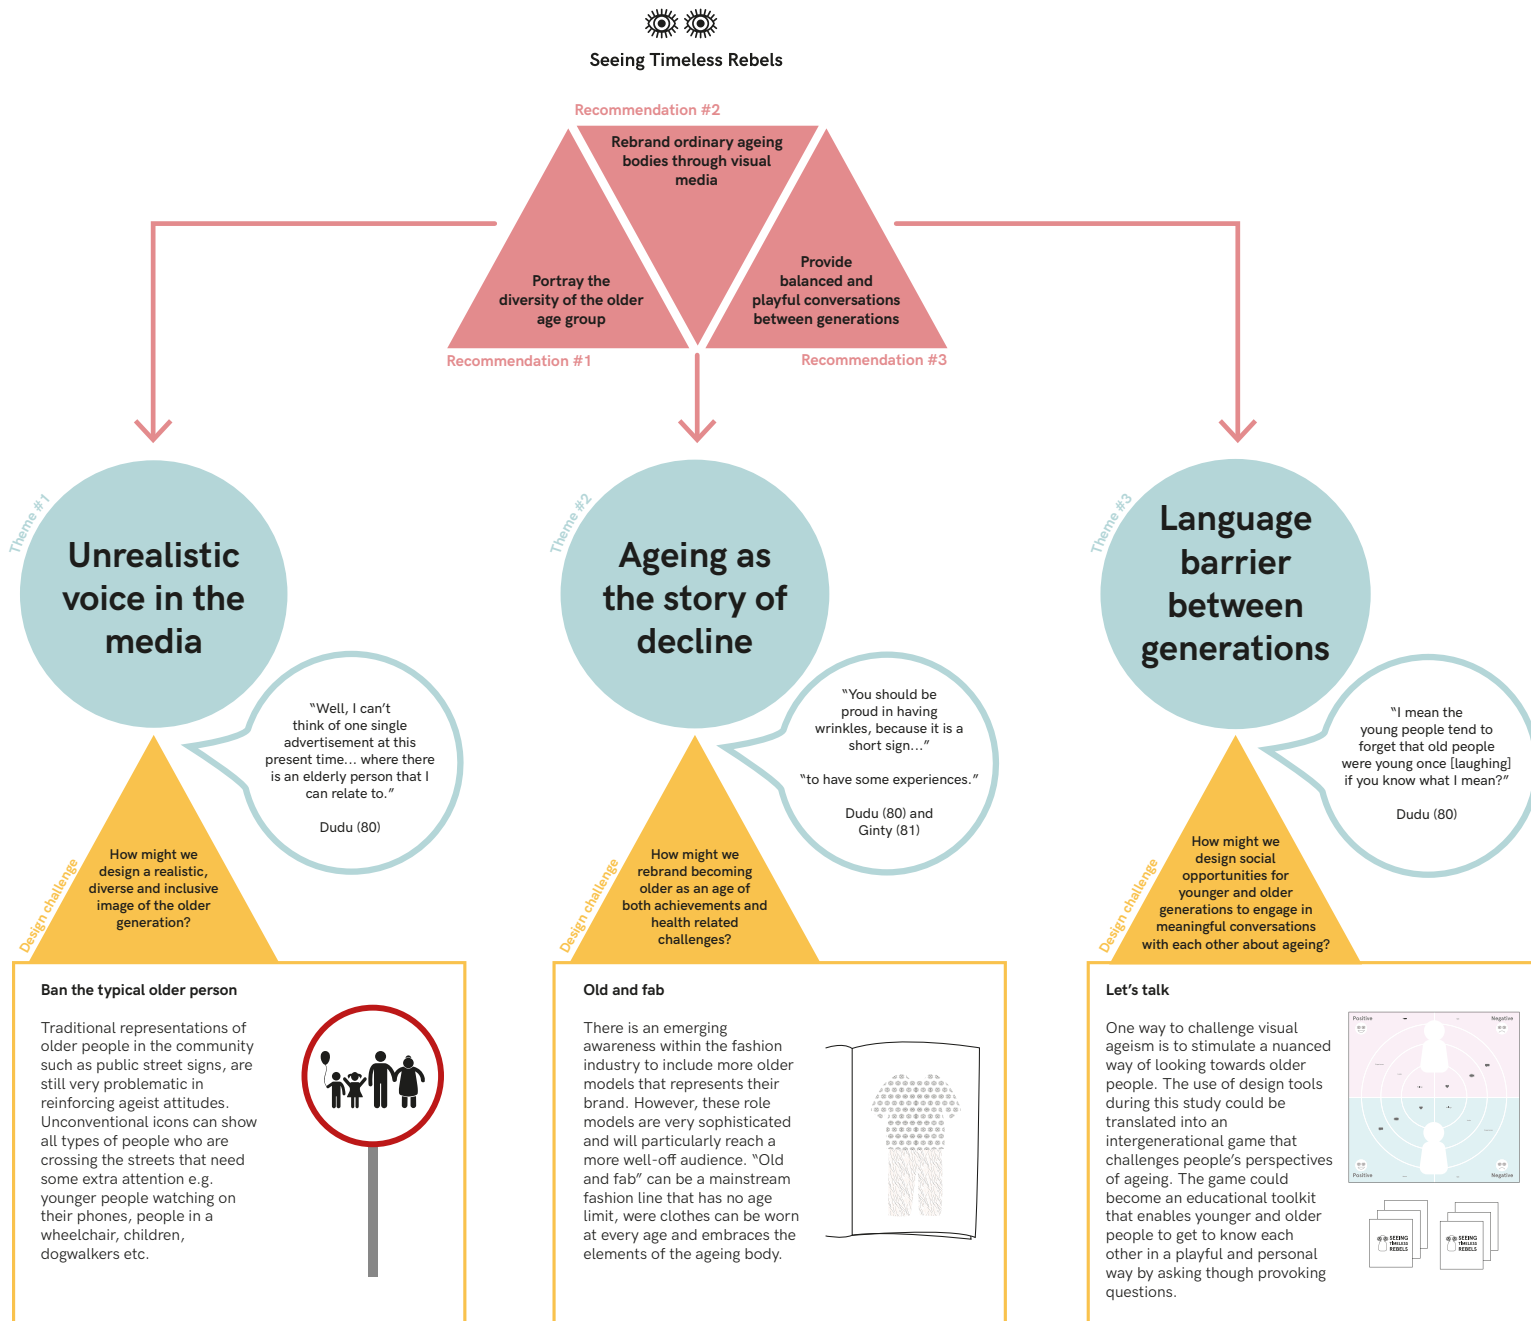 Seeing Timeless Rebels
Recommendation #2
Rebrand ordinary ageing
bodies through visual
media
Portray the
diversity of the older
age group
Provide
balanced and
playful conversations
between generations
Recommendation #1
Recommendation #3
Theme #1
Unrealistic
voice in the
media
"Well, I can't
think of one single
advertisement at this
present time... where there
is an elderly person that I
can relate to."
Dudu (80)
Design challenge
How might we
design a realistic,
diverse and inclusive
image of the older
generation?
Ban the typical older person
Traditional representations of
older people in the community
such as public street signs, are
still very problematic in
reinforcing ageist attitudes.
Unconventional icons can show
all types of people who are
crossing the streets that need
some extra attention e.g.
younger people watching on
their phones, people in a
wheelchair, children,
dogwalkers etc.
Theme #2
Ageing as
the story of
decline
"You should be
proud in having
wrinkles, because it is a
short sign..."
"to have some experiences."
Dudu (80) and
Ginty (81)
Design challenge
How might we
rebrand becoming
older as an age of
both achievements and
health related
challenges?
Old and fab
There is an emerging
awareness within the fashion
industry to include more older
models that represents their
brand. However, these role
models are very sophisticated
and will particularly reach a
more well-off audience. "Old
and fab" can be a mainstream
fashion line that has no age
limit, were clothes can be worn
at every age and embraces the
elements of the ageing body.
Theme #3
Language
barrier
between
generations
"I mean the
young people tend to
forget that old people
were young once [laughing]
if you know what I mean?"
Dudu (80)
Design challenge
How might we
design social
opportunities for
younger and older
generations to engage in
meaningful conversations
with each other about ageing?
Let's talk
One way to challenge visual
ageism is to stimulate a nuanced
way of looking towards older
people. The use of design tools
during this study could be
translated into an
intergenerational game that
challenges people's perspectives
of ageing. The game could
become an educational toolkit
that enables younger and older
people to get to know each
other in a playful and personal
way by asking though provoking
questions.
Positive
Negative
Positive
Negative
SEEING
TIMELESS
REBELS
SEEING
TIMELESS
REBELS